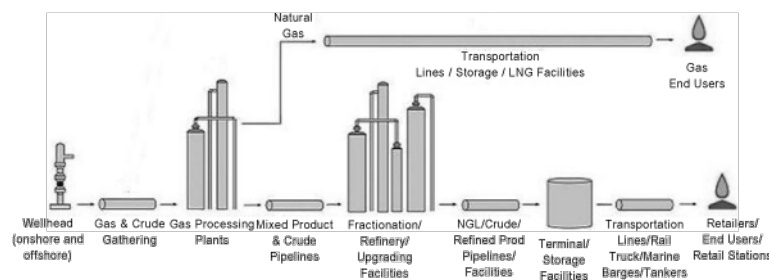 Natural
Gas
Transportation
Lines / Storage / LNG Facilities
Gas
End Users
Wellhead
(onshore and
offshore)
Gas & Crude
Gathering
Gas Processing
Plants
Mixed Product
& Crude
Pipelines
Fractionation/
Refinery/
Upgrading
Facilities
NGL/Crude/
Refined Prod
Pipelines/
Facilities
Terminal/
Storage
Facilities
Transportation
Lines/Rail
Truck/Marine
Barges/Tankers
Retailers/
End Users/
Retail Stations